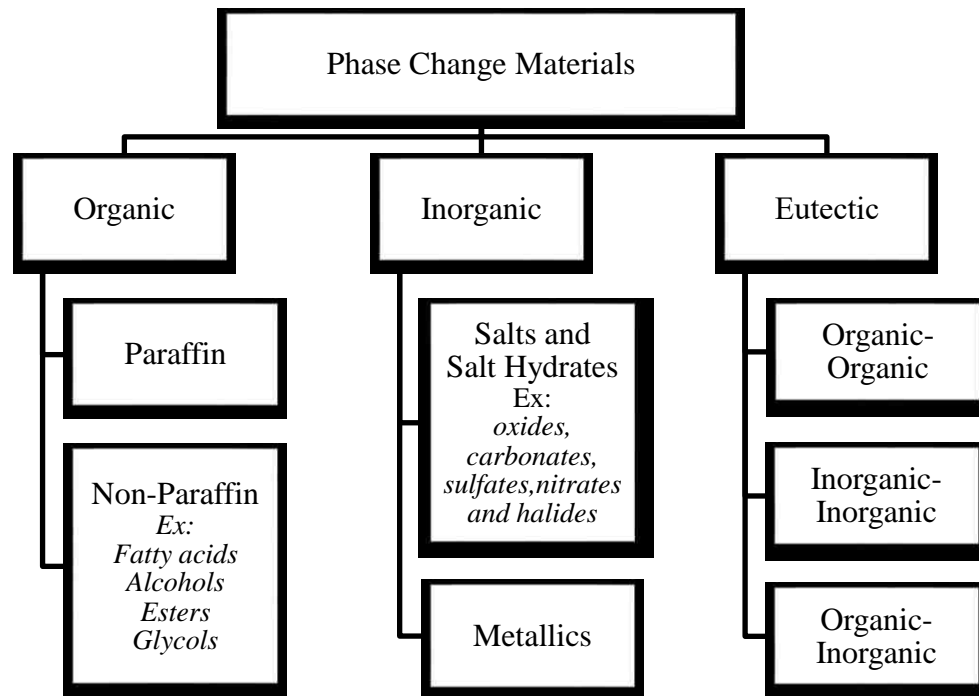 Phase Change Materials
Organic
Inorganic
Eutectic
Paraffin
Non-Paraffin
Ex:
Fatty acids
Alcohols
Esters
Glycols
Salts and
Salt Hydrates
Ex:
oxides,
carbonates,
sulfates,nitrates
and halides
Metallics
Organic-
Organic
Inorganic-
Inorganic
Organic-
Inorganic